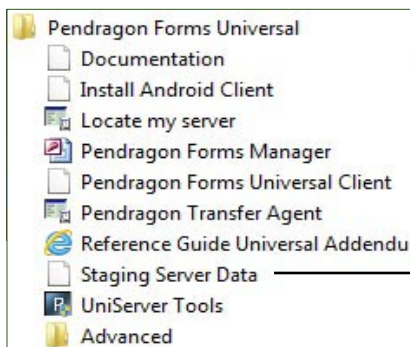 Pendragon Forms Universal
Documentation
Install Android Client
Locate my server
Pendragon Forms Manager
Pendragon Forms Universal Client
Pendragon Transfer Agent
Reference Guide Universal Addendu
Staging Server Data
UniServer Tools
Advanced